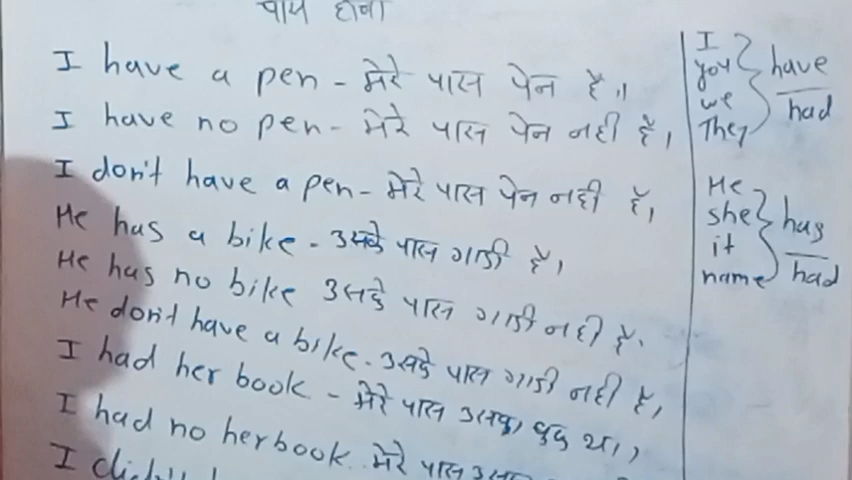 पास होना
I have a pen - मेरे पास पेन है।
I have no pen - मेरे पास पेन नही है,
I don't have a pen - मेरे पास पेन नही है,
He has a bike - उसके पास गाडी है,
He has no bike उसके पास गाडी नही है.
He don't have a bike - उसके पास गाडी नही है,
I had her book - मेरे पास उसका बुक था,
I had no her book. मेरे पास
I
I
you
we
They
have
had
He
she
it
name
has
had